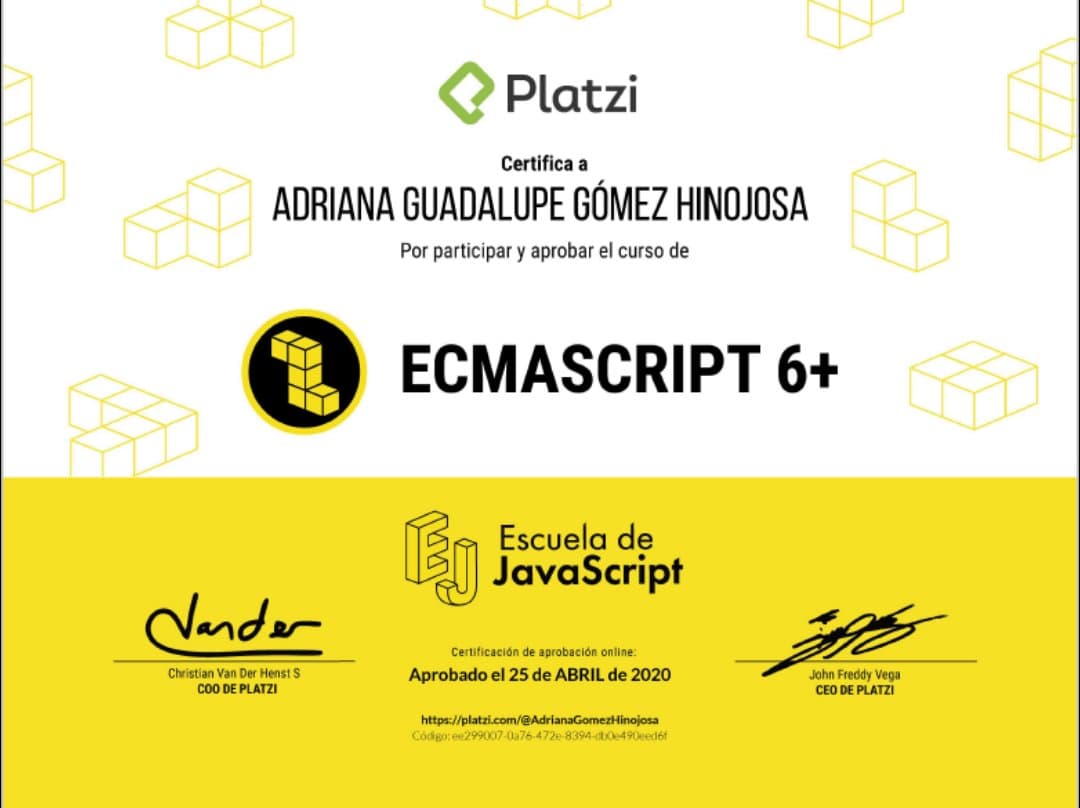 Platzi
Certifica a
ADRIANA GUADALUPE GÓMEZ HINOJOSA
Por participar y aprobar el curso de
ECMASCRIPT 6+
EJ
Escuela de
JavaScript
Vander
Christian Van Der Henst S
COO DE PLATZI
Certificación de aprobación online:
Aprobado el 25 de ABRIL de 2020
John Freddy Vega
CEO DE PLATZI
https://platzi.com/@AdrianaGomezHinojosa
Código: ee299007-0a76-472e-8394-db0e490eed6f